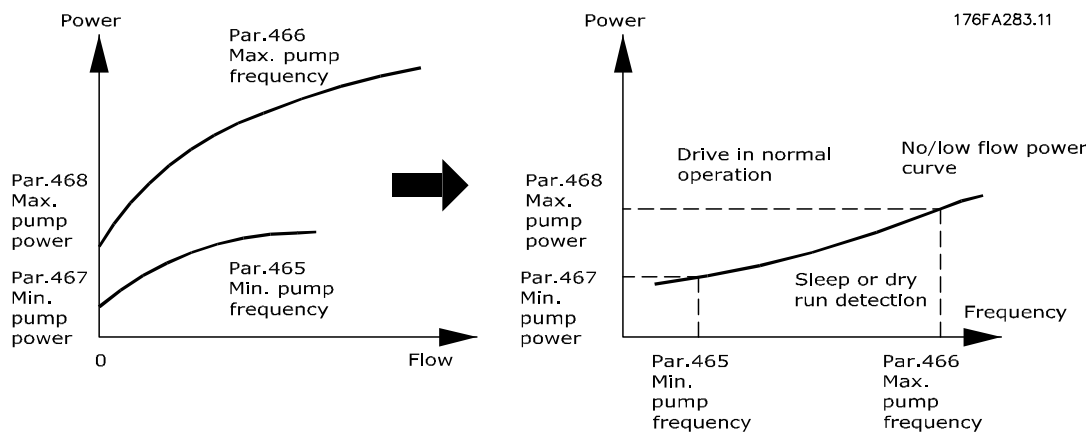 Power
Par.466
Max. pump
frequency
Par.468
Max.
pump
power
Par.467
Min.
pump
power
Par.465
Min. pump
frequency
0
Flow
Power
176FA283.11
Drive in normal
operation
No/low flow power
curve
Par.468
Max.
pump
power
Par.467
Min.
pump
power
Sleep or dry
run detection
Frequency
Par.465
Min.
pump
frequency
Par.466
Max.
pump
frequency